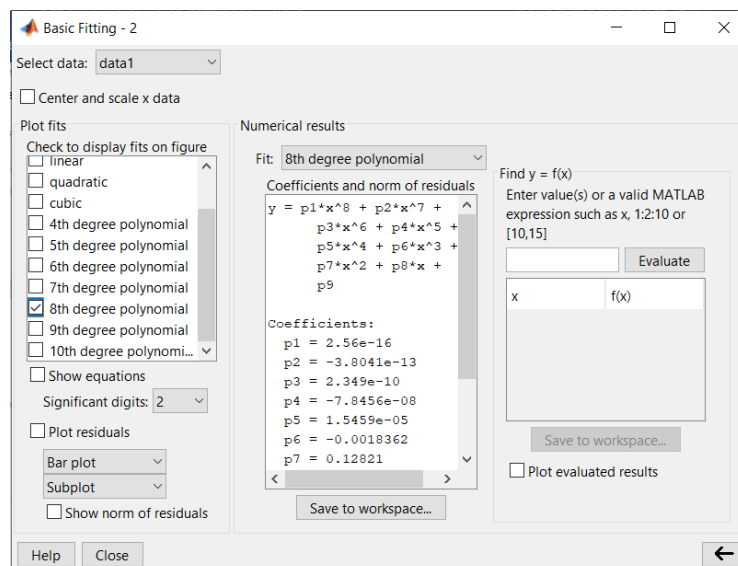 Basic Fitting - 2
Select data: data1
Center and scale x data
Plot fits
Check to display fits on figure
linear
quadratic
cubic
4th degree polynomial
5th degree polynomial
6th degree polynomial
7th degree polynomial
8th degree polynomial
9th degree polynomial
10th degree polynomi...
Show equations
Significant digits: 2
Plot residuals
Bar plot
Subplot
Show norm of residuals
Numerical results
Fit: 8th degree polynomial
Coefficients and norm of residuals
y = p1*x^8 + p2*x^7 +
p3*x^6 + p4*x^5 +
p5*x^4 + p6*x^3 +
p7*x^2 + p8*x +
p9
Coefficients:
p1 = 2.56e-16
p2 = -3.8041e-13
p3 = 2.349e-10
p4 = -7.8456e-08
p5 = 1.5459e-05
p6 = -0.0018362
p7 = 0.12821
Save to workspace...
Find y = f(x)
Enter value(s) or a valid MATLAB
expression such as x, 1:2:10 or
[10,15]
Evaluate
x f(x)
Save to workspace...
Plot evaluated results
Help Close